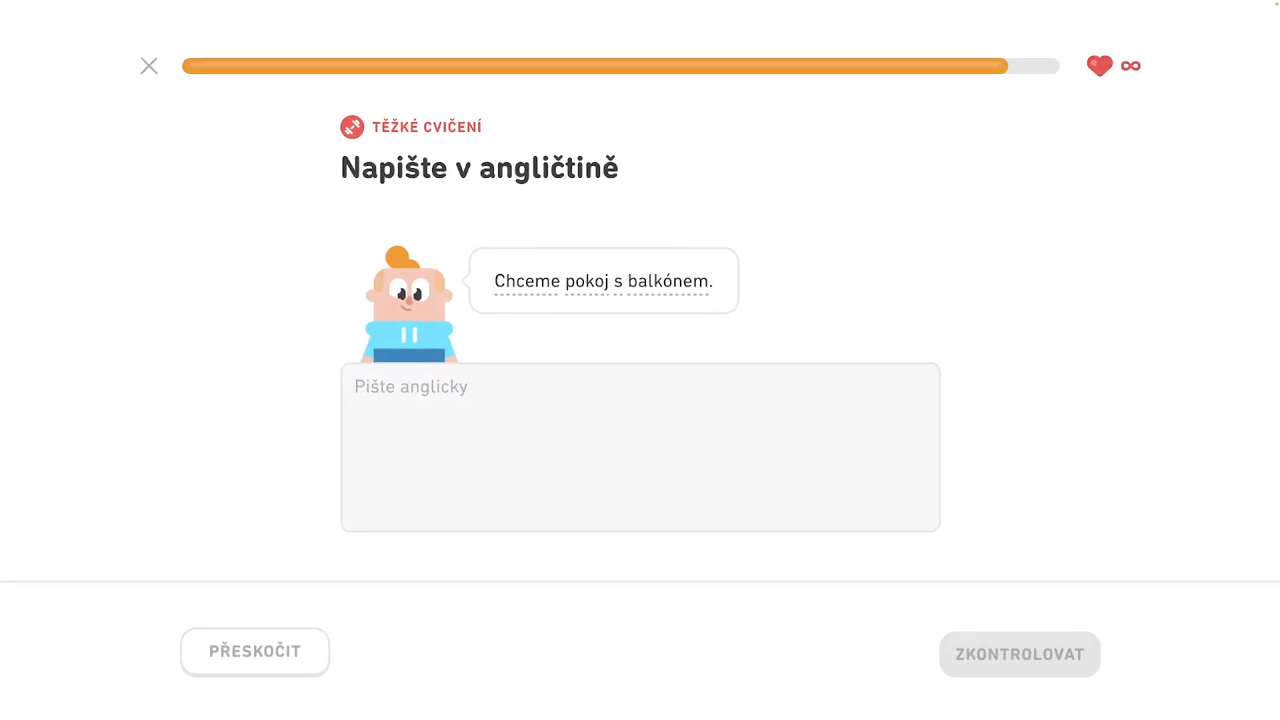 ∞
TĚŽKÉ CVIČENÍ
Napište v angličtině
Chceme pokoj s balkónem.
Pište anglicky
PŘESKOČIT
ZKONTROLOVAT